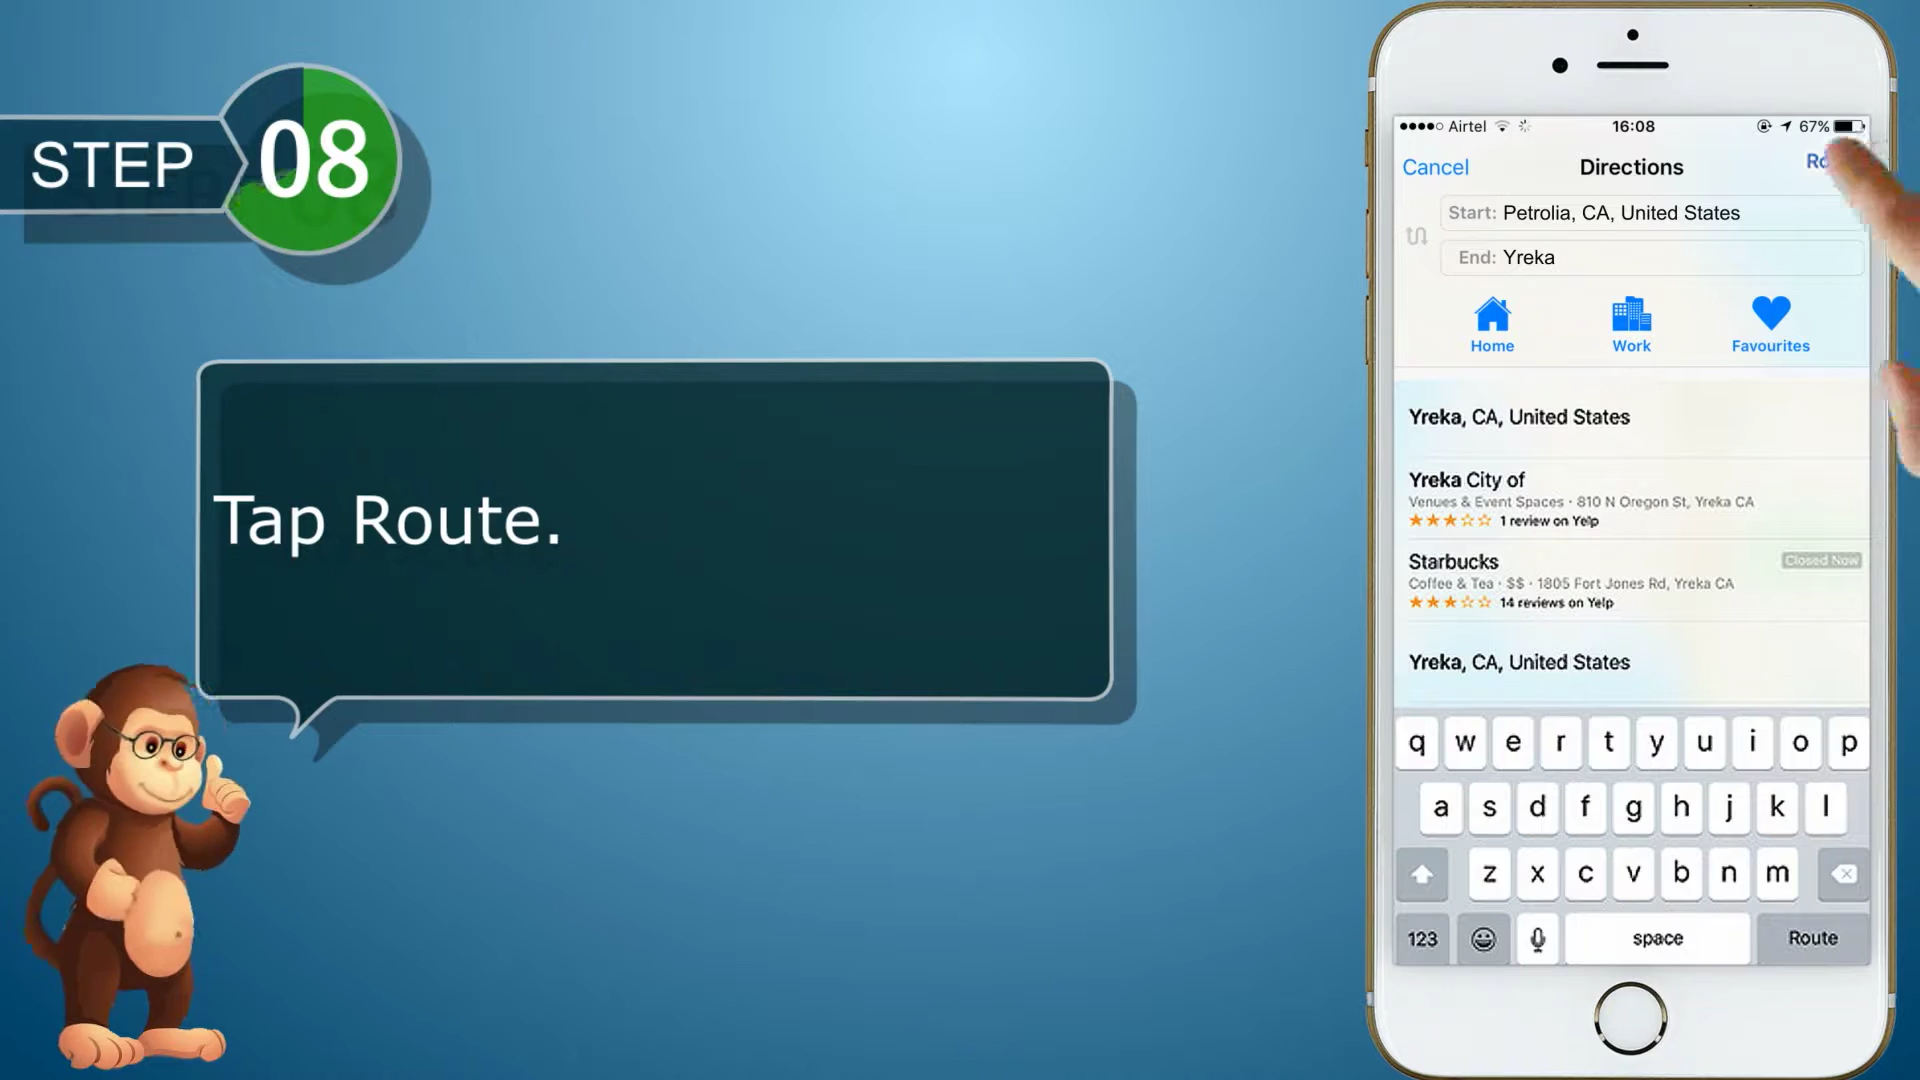 STEP 08
Tap Route.
Airtel 16:08 67%
Cancel Directions
Start: Petrolia, CA, United States
End: Yreka
Home Work Favourites
Yreka, CA, United States
Yreka City of
Venues & Event Spaces · 810 N Oregon St, Yreka CA
1 review on Yelp
Starbucks Closed Now
Coffee & Tea · $$ · 1805 Fort Jones Rd, Yreka CA
14 reviews on Yelp
Yreka, CA, United States
q w e r t y u i o p
a s d f g h j k l
z x c v b n m
123 space Route